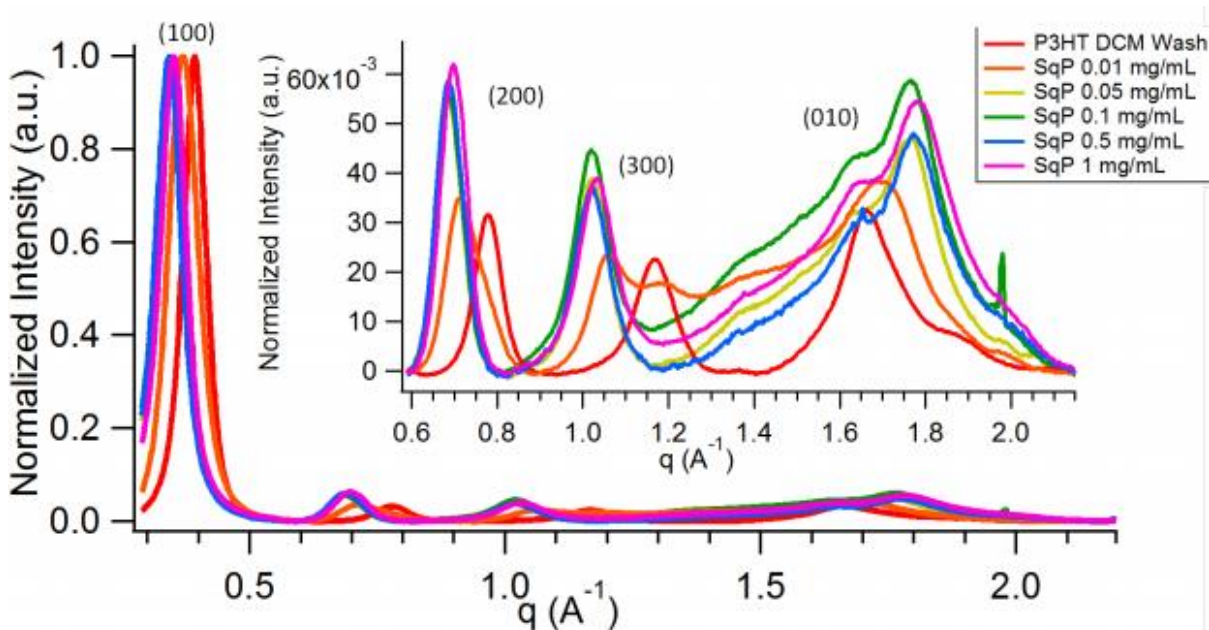 (100)
1.0
0.8
0.6
0.4
0.2
0.0
Normalized Intensity (a.u.)
0.5
1.0
1.5
2.0
q (A⁻¹)
60x10⁻³
50
40
30
20
10
0
Normalized Intensity (a.u.)
(200)
(300)
(010)
0.6 0.8 1.0 1.2 1.4 1.6 1.8 2.0
q (A⁻¹)
P3HT DCM Wash
SqP 0.01 mg/mL
SqP 0.05 mg/mL
SqP 0.1 mg/mL
SqP 0.5 mg/mL
SqP 1 mg/mL